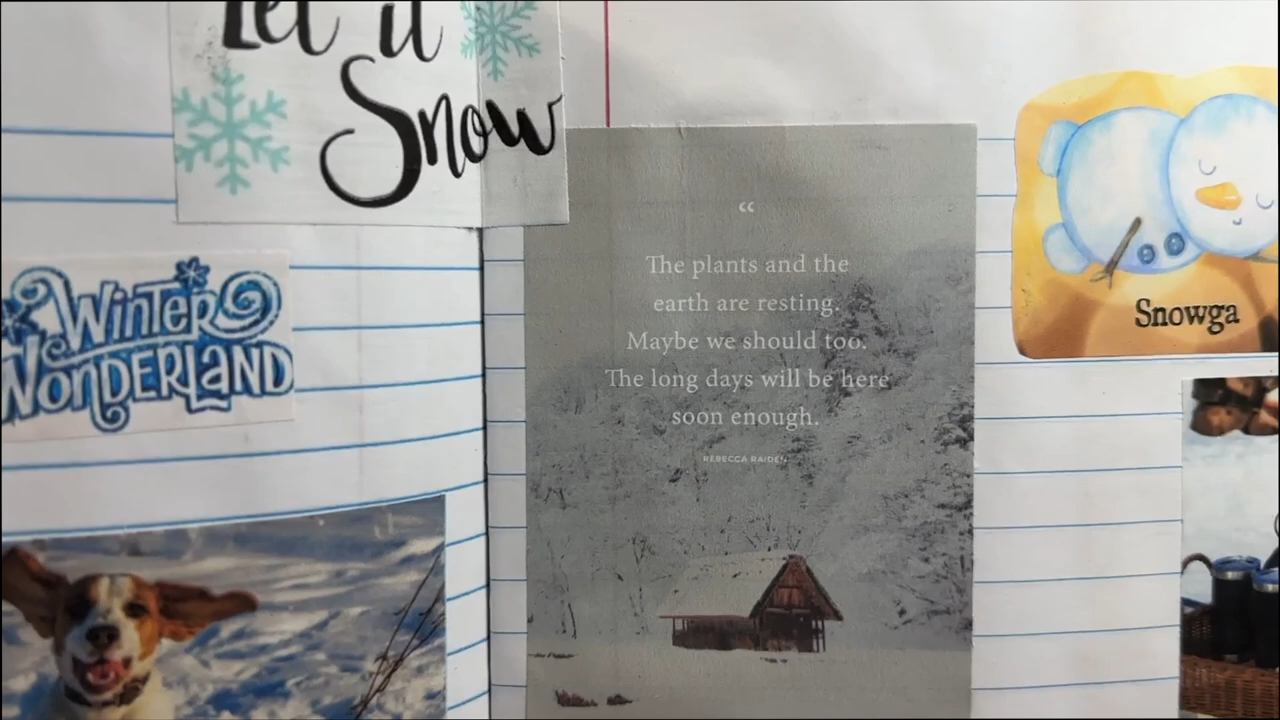 Let it
Snow
Winter
Wonderland
“
The plants and the
earth are resting.
Maybe we should too.
The long days will be here
soon enough.
REBECCA RAIDEN
Snowga